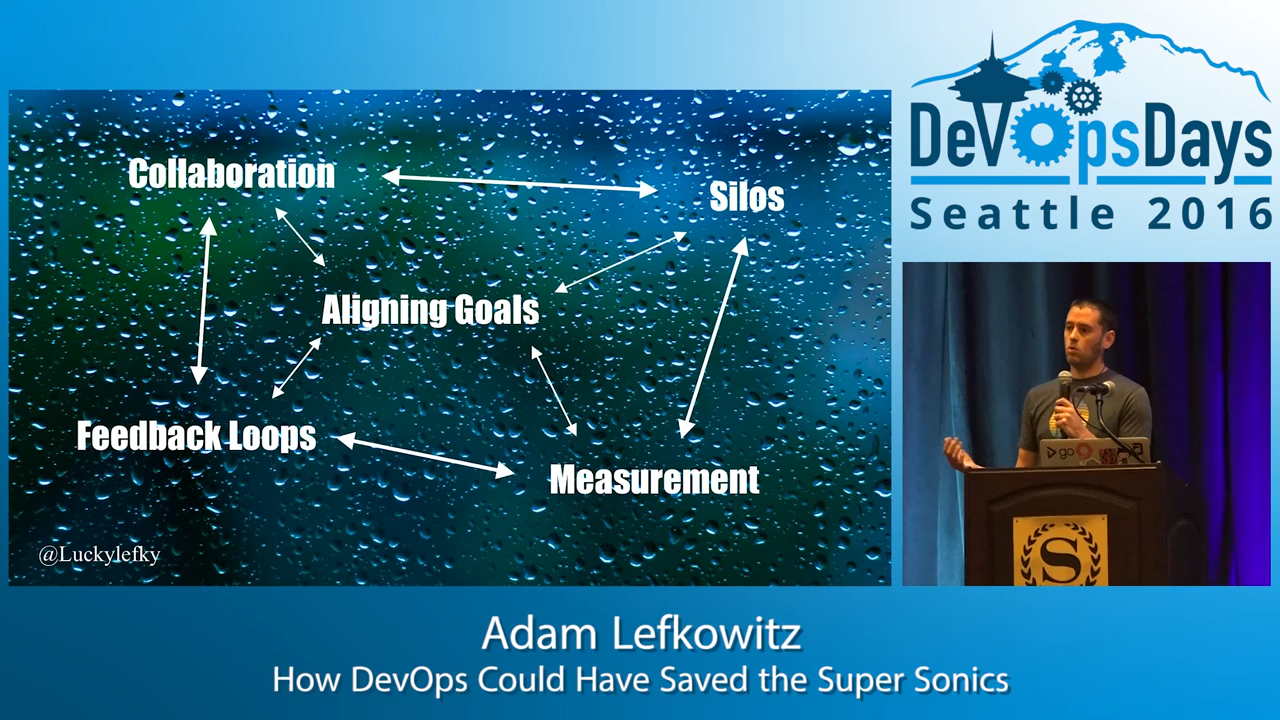 DevOpsDays
Seattle 2016
Collaboration
Silos
Aligning Goals
Feedback Loops
Measurement
@Luckylefky
go
S
Adam Lefkowitz
How DevOps Could Have Saved the Super Sonics